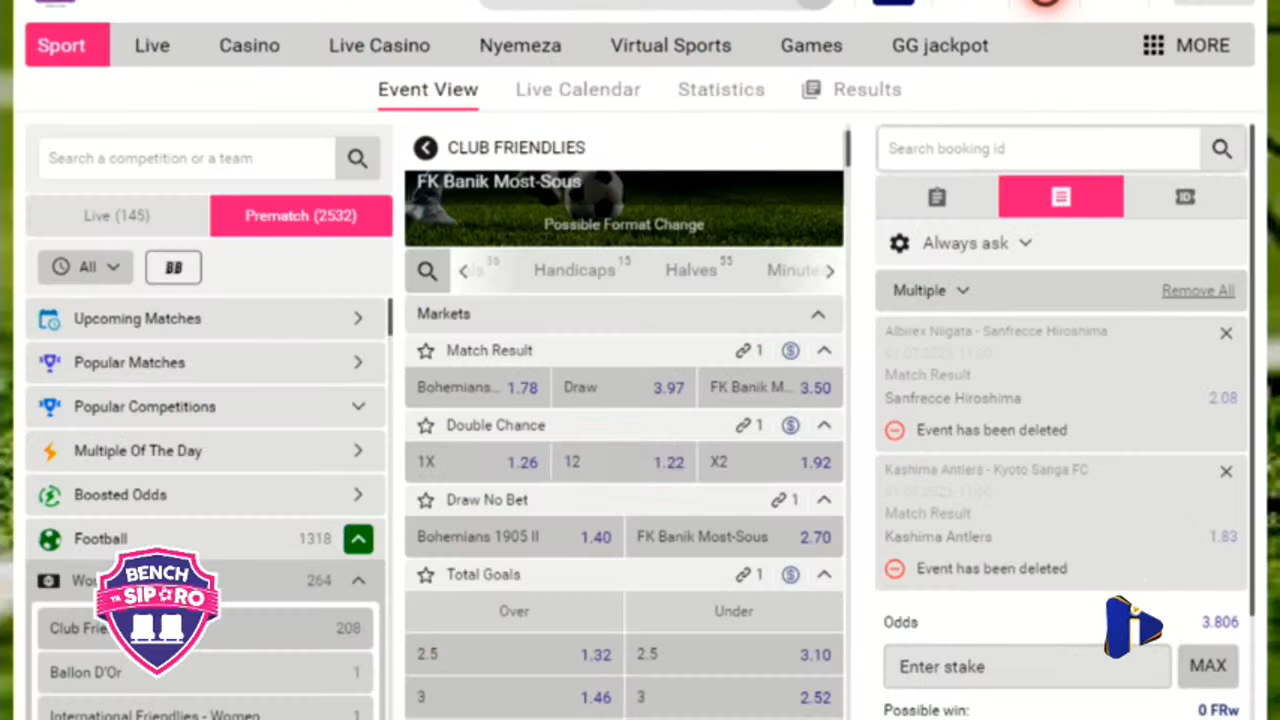 Sport Live Casino Live Casino Nyemeza Virtual Sports Games GG jackpot MORE
Event View Live Calendar Statistics Results
Search a competition or a team
Live (145) Prematch (2532)
All BB
Upcoming Matches
Popular Matches
Popular Competitions
Multiple Of The Day
Boosted Odds
Football 1318
264
208
Ballon D'Or 1
International Friendlies - Women 1
BENCH
YA SIPORO
CLUB FRIENDLIES
FK Banik Most-Sous
Possible Format Change
36 Handicaps 15 Halves 55
Markets
Match Result 1
Bohemians... 1.78 Draw 3.97 FK Banik M... 3.50
Double Chance 1
1X 1.26 12 1.22 X2 1.92
Draw No Bet 1
Bohemians 1905 II 1.40 FK Banik Most-Sous 2.70
Total Goals 1
Over Under
2.5 1.32 2.5 3.10
3 1.46 3 2.52
Search booking id
ID
Always ask
Multiple Remove All
Albirex Niigata - Sanfrecce Hiroshima
Match Result
Sanfrecce Hiroshima 2.08
Event has been deleted
Kashima Antlers - Kyoto Sanga FC
Match Result
Kashima Antlers 1.83
Event has been deleted
Odds 3.806
Enter stake MAX
Possible win: 0 FRw